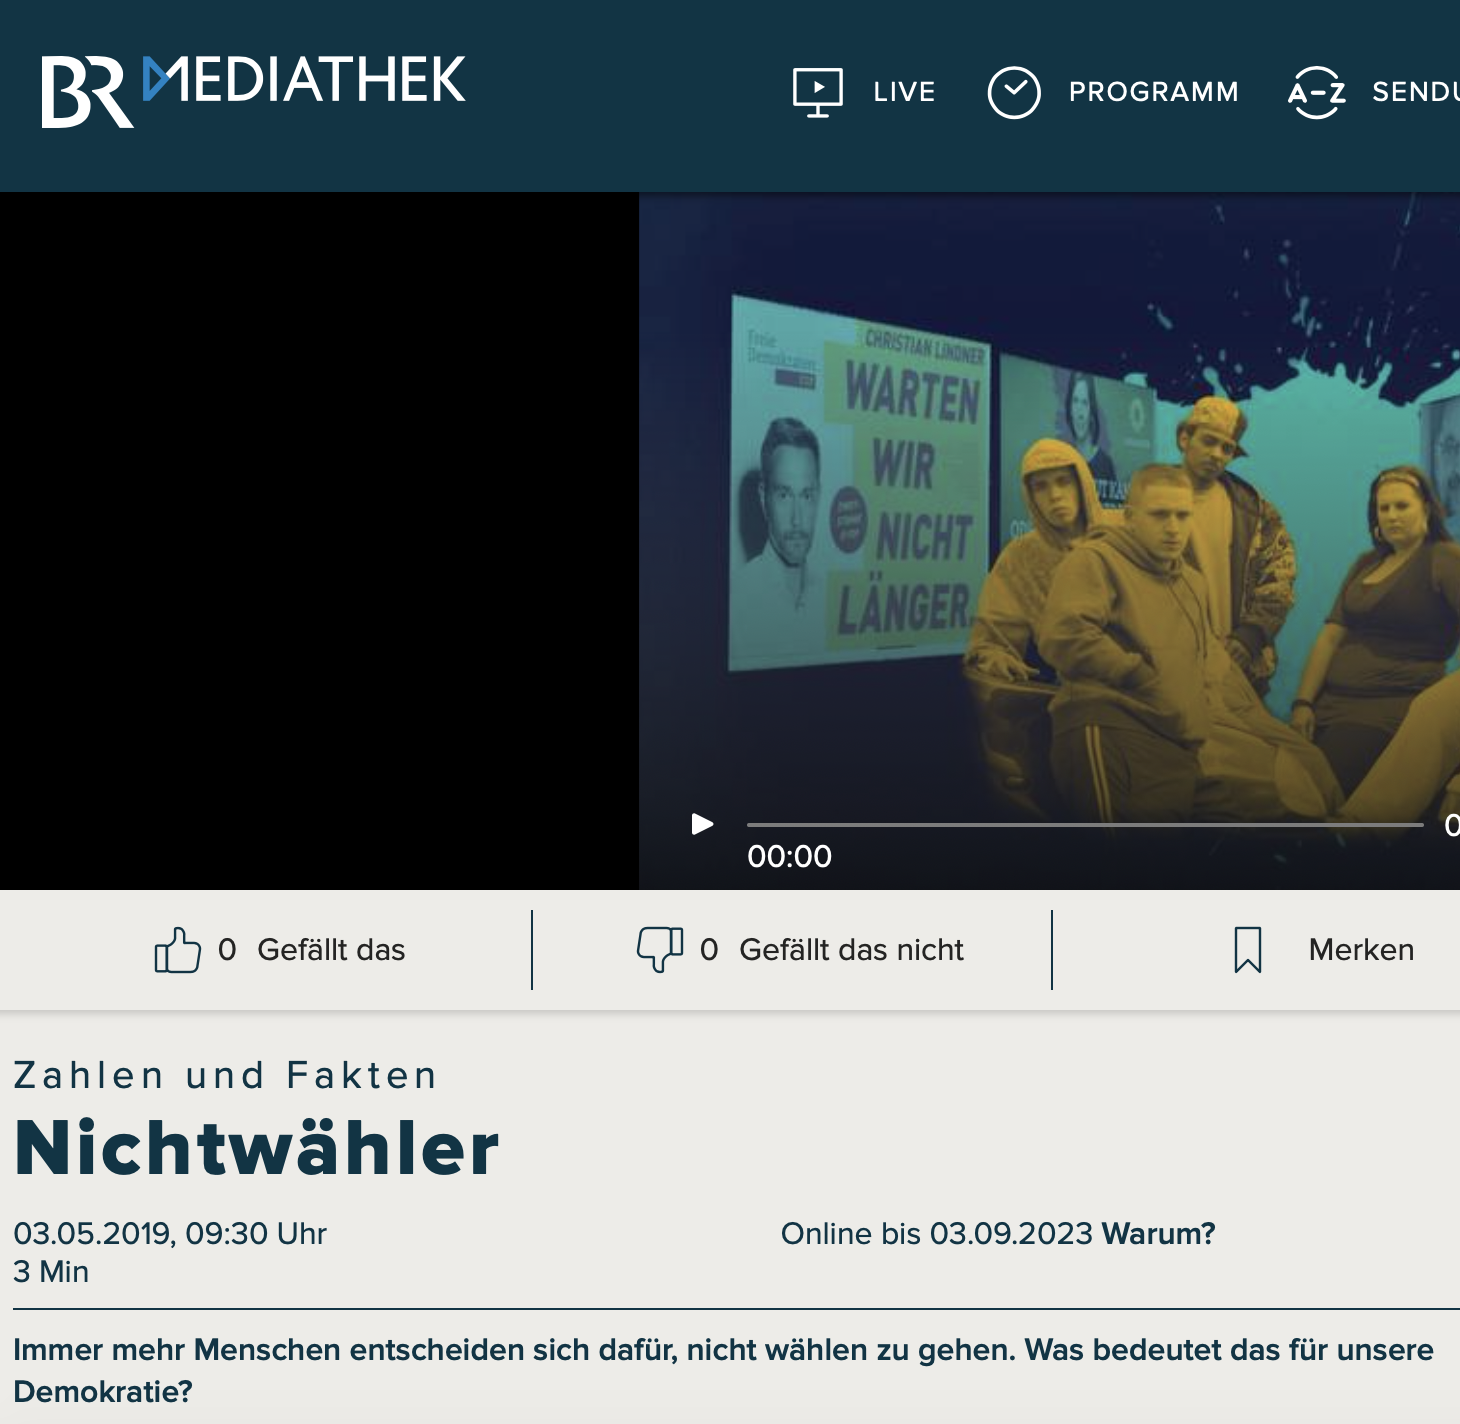 BR MEDIATHEK
LIVE
PROGRAMM
A-Z SENDU
Freie
Demokraten
FDP
CHRISTIAN LINDNER
WARTEN
WIR
NICHT
LÄNGER.
00:00
0
0 Gefällt das
0 Gefällt das nicht
Merken
Zahlen und Fakten
Nichtwähler
03.05.2019, 09:30 Uhr
3 Min
Online bis 03.09.2023 Warum?
Immer mehr Menschen entscheiden sich dafür, nicht wählen zu gehen. Was bedeutet das für unsere
Demokratie?